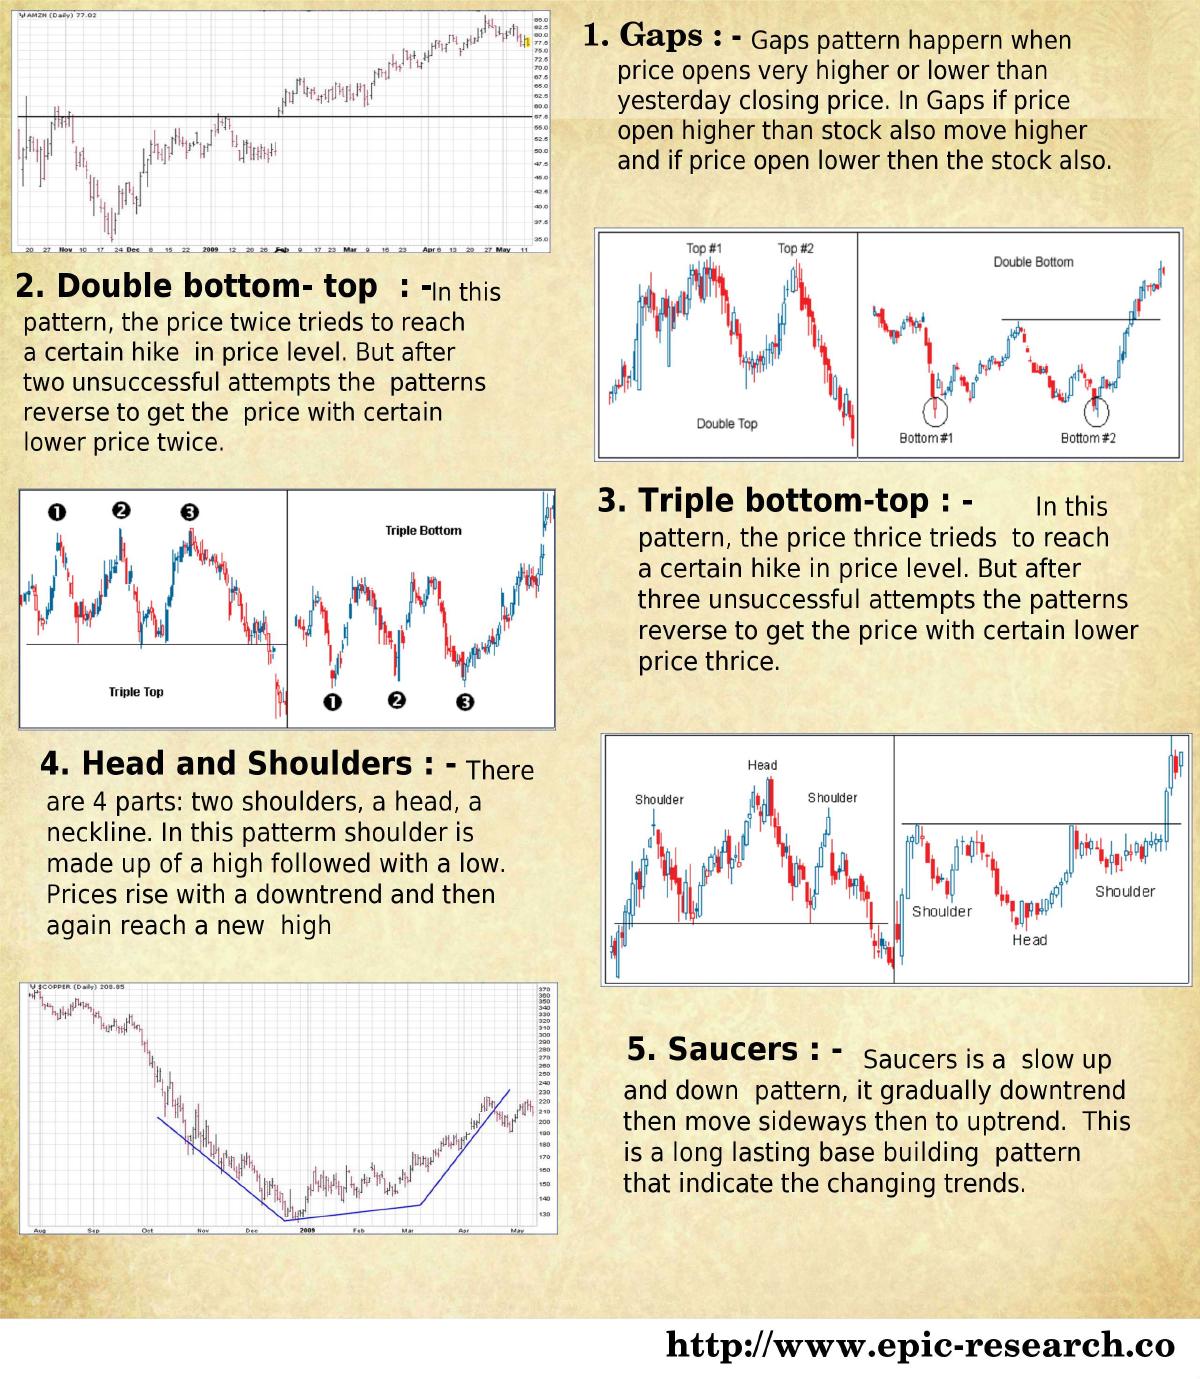 AMZN (Daily) 77.02
85.0
82.5
80.0
77.5
75.0
70.0
67.5
65.0
62.5
60.0
57.5
55.0
52.5
50.0
47.5
45.0
42.5
40.0
37.5
35.0
20 27 Nov 10 17 24 Dec 8 15 22 2009 12 20 26 Feb 9 17 23 Mar 9 16 23 Apr 6 13 20 27 May 11
1. Gaps : - Gaps pattern happern when
price opens very higher or lower than
yesterday closing price. In Gaps if price
open higher than stock also move higher
and if price open lower then the stock also.
2. Double bottom- top : -In this
pattern, the price twice trieds to reach
a certain hike in price level. But after
two unsuccessful attempts the patterns
reverse to get the price with certain
lower price twice.
Top #1 Top #2
Double Top
Double Bottom
Bottom #1 Bottom #2
1 2 3
Triple Top
Triple Bottom
1 2 3
3. Triple bottom-top : - In this
pattern, the price thrice trieds to reach
a certain hike in price level. But after
three unsuccessful attempts the patterns
reverse to get the price with certain lower
price thrice.
4. Head and Shoulders : - There
are 4 parts: two shoulders, a head, a
neckline. In this patterm shoulder is
made up of a high followed with a low.
Prices rise with a downtrend and then
again reach a new high
Head
Shoulder Shoulder
Shoulder Shoulder
Head
$COPPER (Daily) 208.85
370
360
350
340
330
320
310
300
290
280
270
260
250
240
230
220
210
200
190
180
170
160
150
140
130
Aug Sep Oct Nov Dec 2009 Feb Mar Apr May
5. Saucers : - Saucers is a slow up
and down pattern, it gradually downtrend
then move sideways then to uptrend. This
is a long lasting base building pattern
that indicate the changing trends.
http://www.epic-research.co